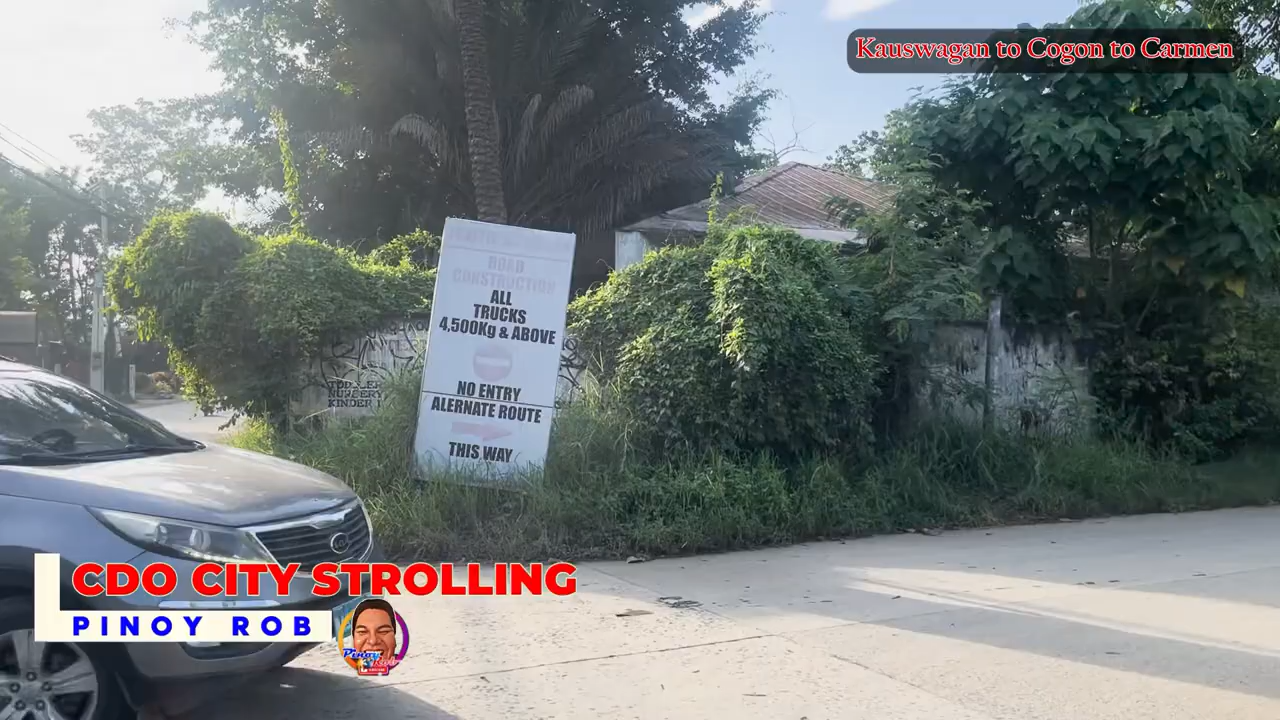 Kauswagan to Cogon to Carmen
ROAD
CONSTRUCTION
ALL
TRUCKS
4,500Kg & ABOVE
NO ENTRY
ALERNATE ROUTE
THIS WAY
TODDLER
NURSERY
KINDER
CDO CITY STROLLING
PINOY ROB
Pinoy